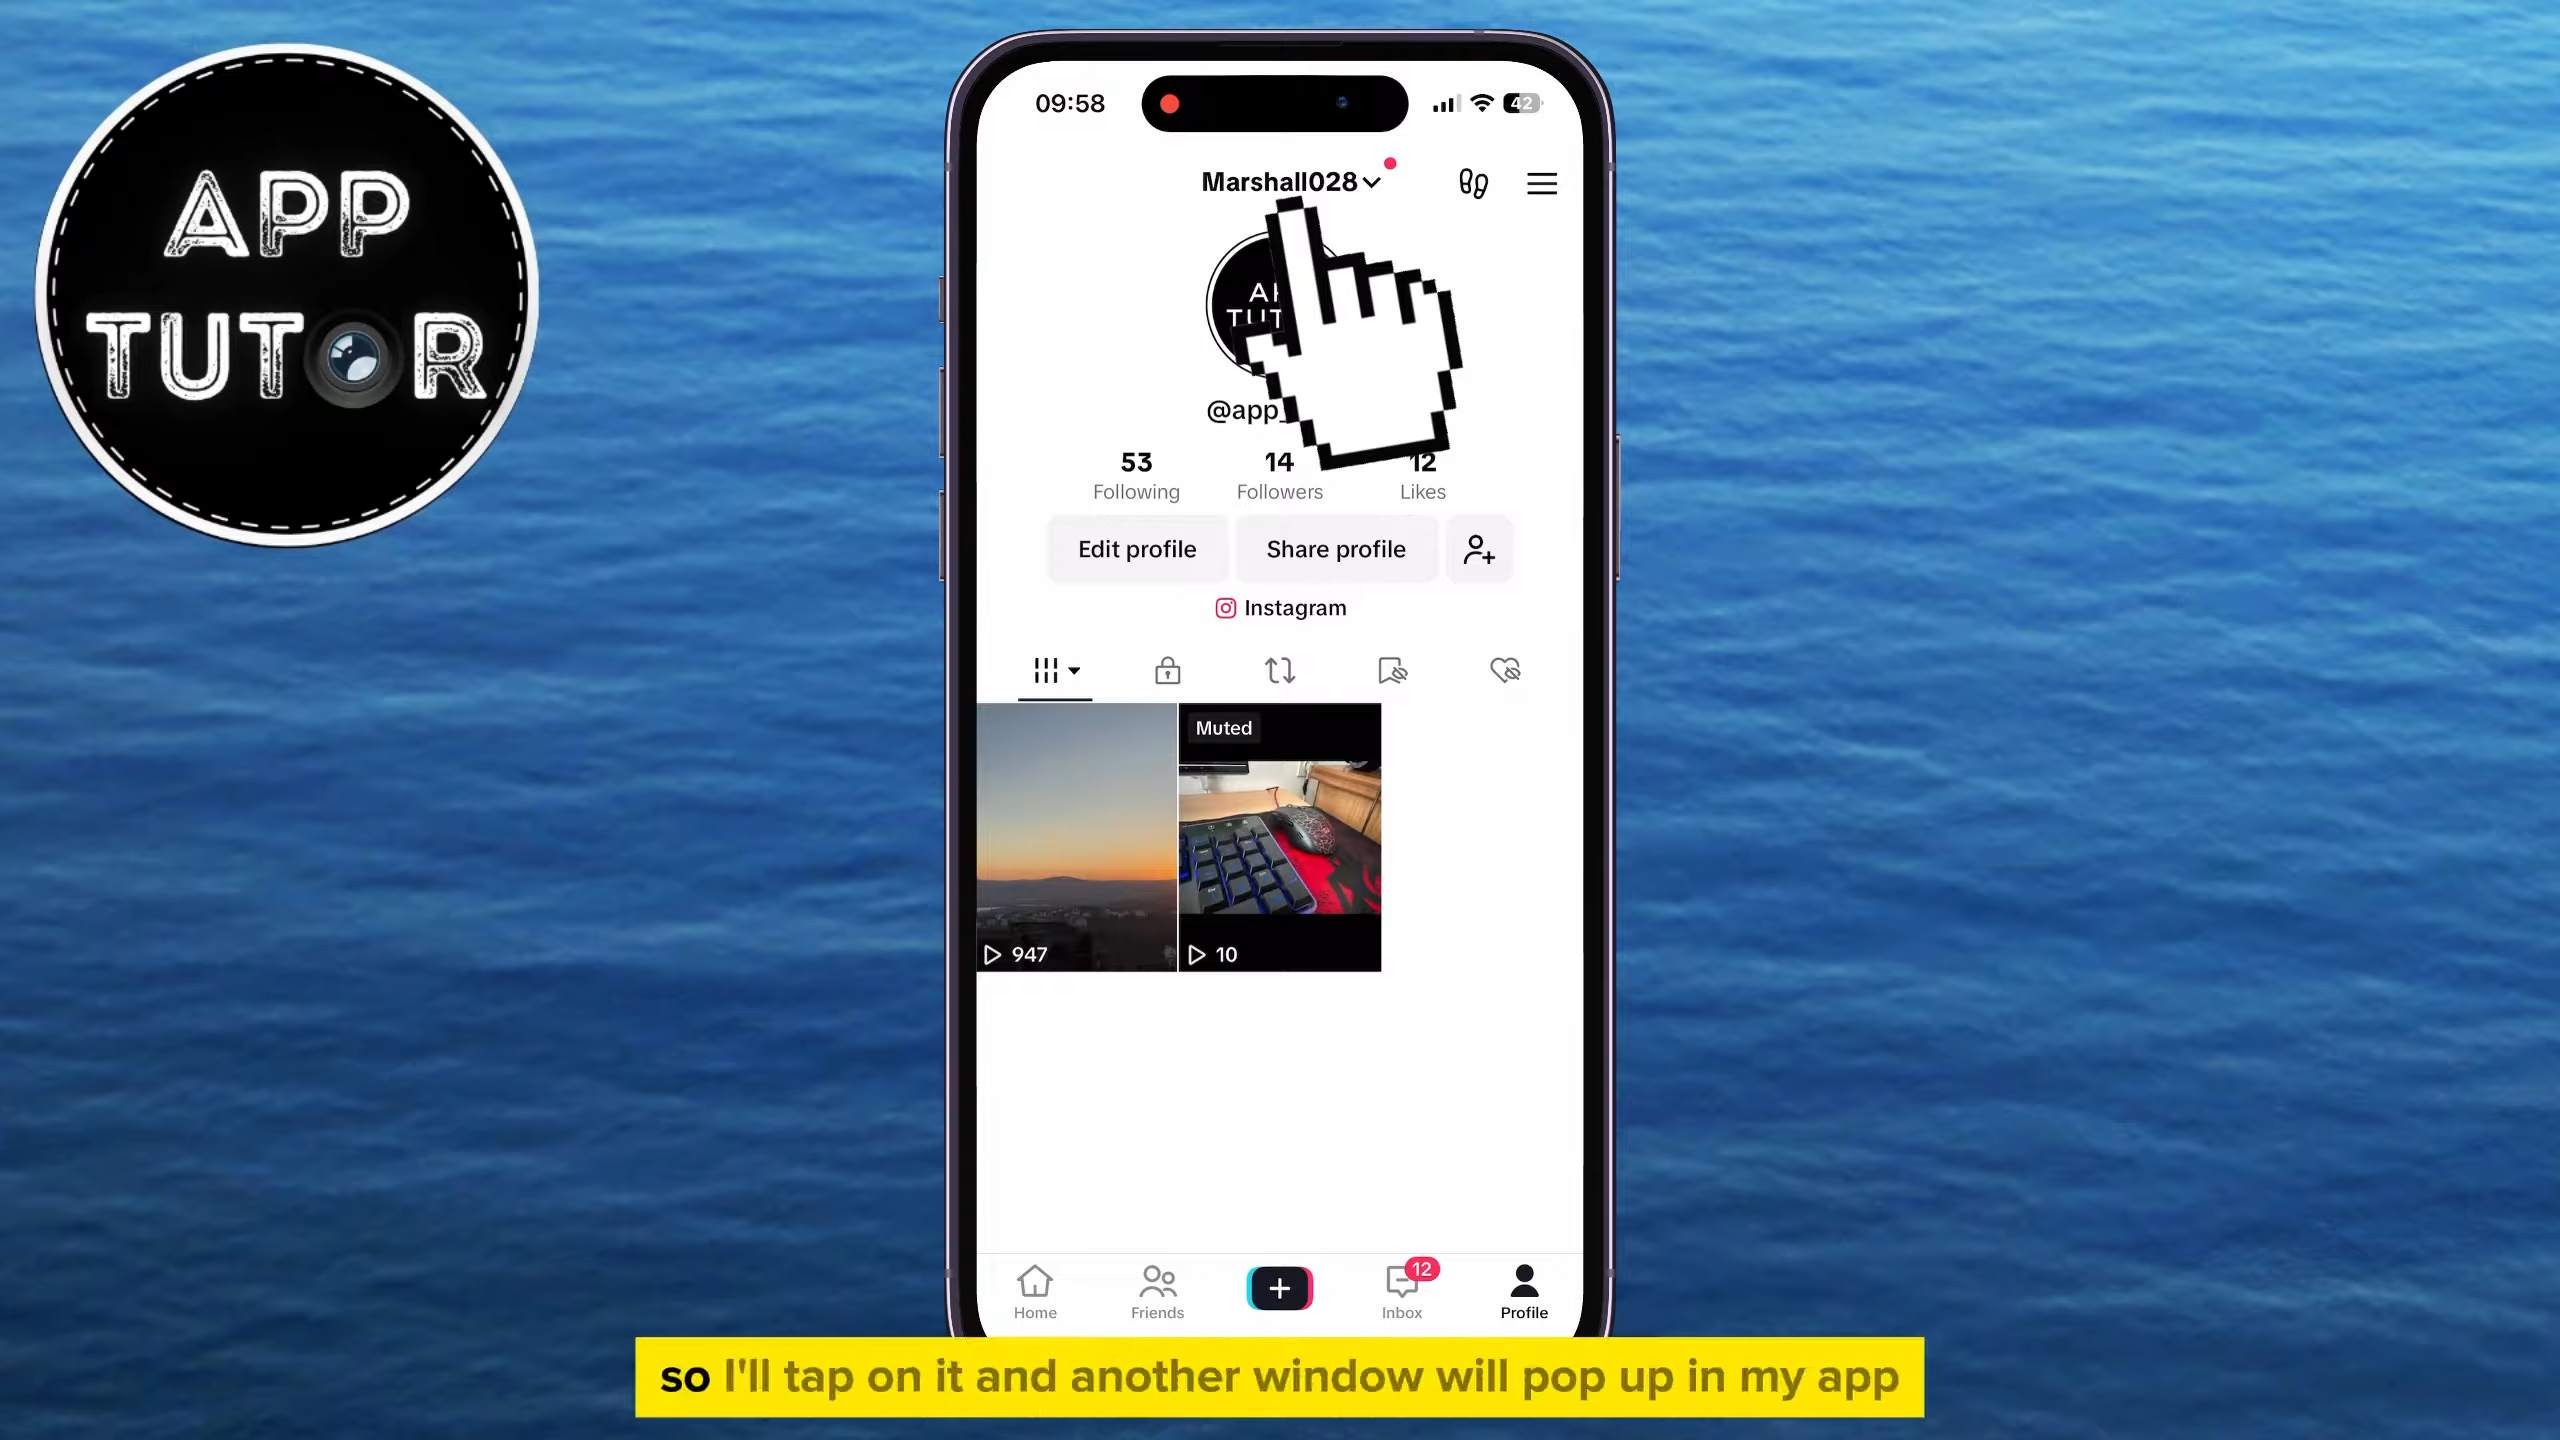 APP
TUTOR
09:58
42
Marshall028
@app_
53
14
12
Following
Followers
Likes
Edit profile
Share profile
Instagram
Muted
947
10
12
Home
Friends
Inbox
Profile
so I'll tap on it and another window will pop up in my app